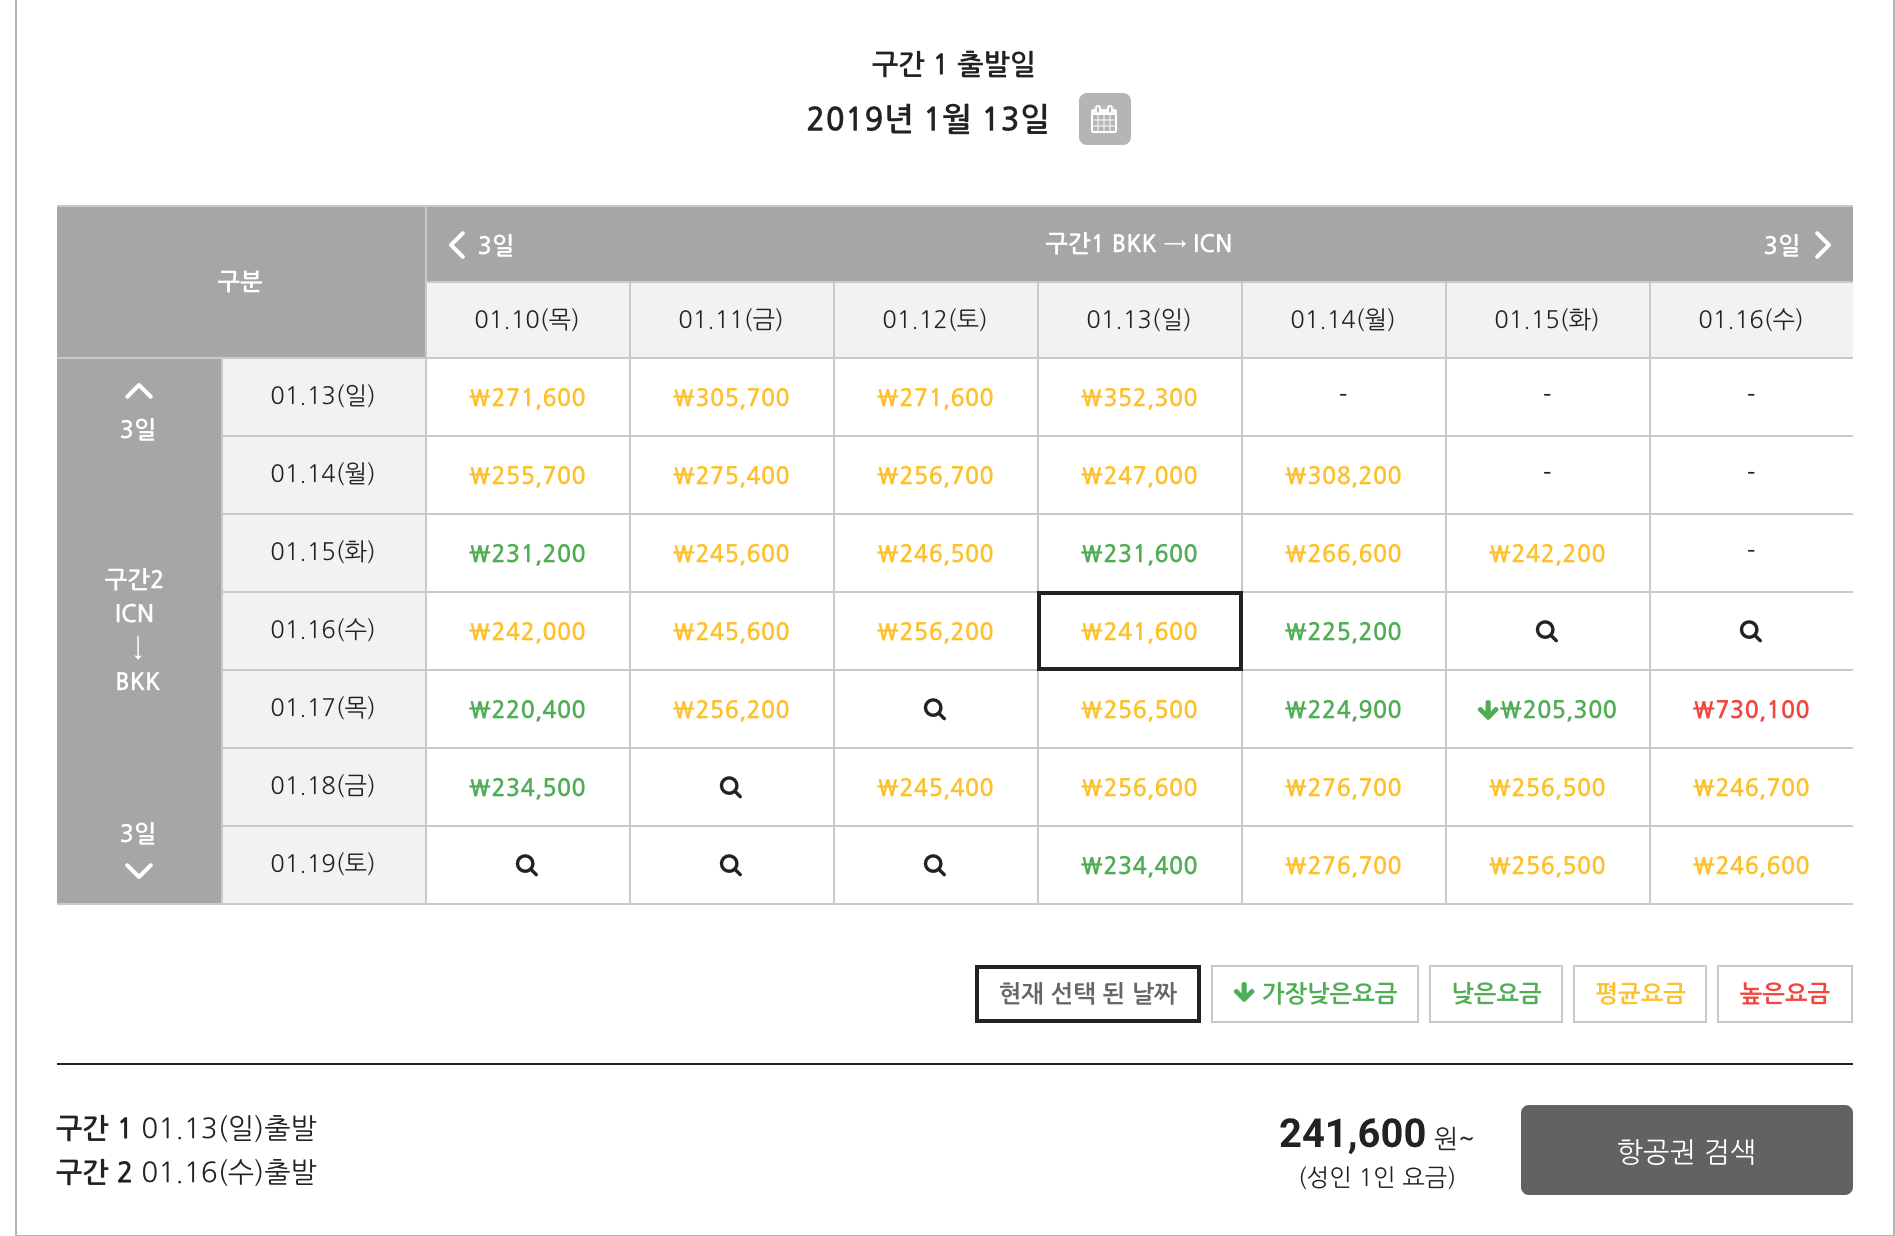 구간 1 출발일
2019년 1월 13일
구분
3일 구간1 BKK → ICN 3일
01.10(목) 01.11(금) 01.12(토) 01.13(일) 01.14(월) 01.15(화) 01.16(수)
3일
구간2
ICN
↓
BKK
3일
01.13(일) ₩271,600 ₩305,700 ₩271,600 ₩352,300 - - -
01.14(월) ₩255,700 ₩275,400 ₩256,700 ₩247,000 ₩308,200 - -
01.15(화) ₩231,200 ₩245,600 ₩246,500 ₩231,600 ₩266,600 ₩242,200 -
01.16(수) ₩242,000 ₩245,600 ₩256,200 ₩241,600 ₩225,200
01.17(목) ₩220,400 ₩256,200 ₩256,500 ₩224,900 ₩205,300 ₩730,100
01.18(금) ₩234,500 ₩245,400 ₩256,600 ₩276,700 ₩256,500 ₩246,700
01.19(토) ₩234,400 ₩276,700 ₩256,500 ₩246,600
현재 선택 된 날짜 가장낮은요금 낮은요금 평균요금 높은요금
구간 1 01.13(일)출발
구간 2 01.16(수)출발
241,600 원~
(성인 1인 요금)
항공권 검색